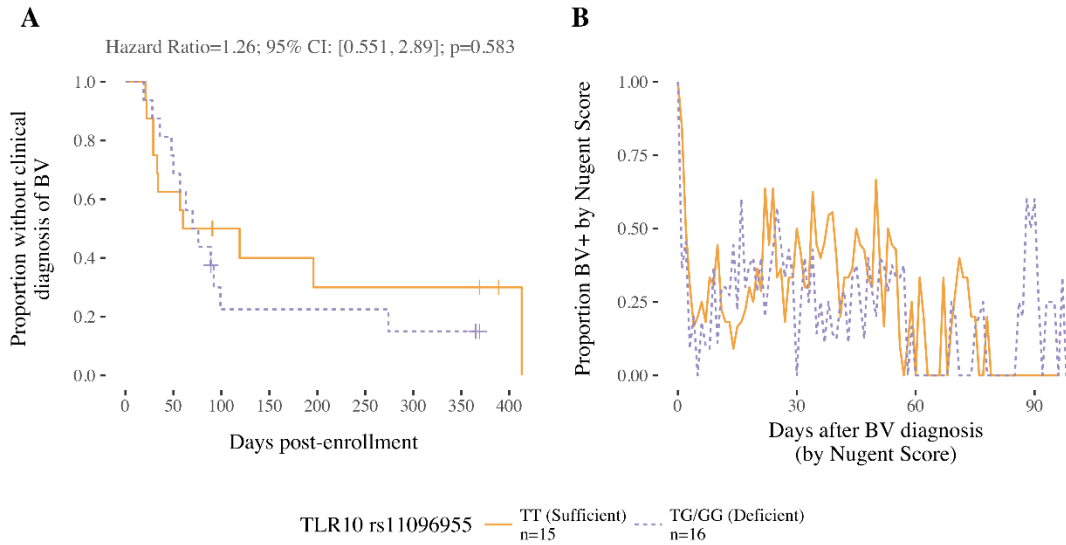 A
Hazard Ratio=1.26; 95% CI: [0.551, 2.89]; p=0.583
Proportion without clinical
diagnosis of BV
1.0
0.8
0.6
0.4
0.2
0.0
0 50 100 150 200 250 300 350 400
Days post-enrollment
B
Proportion BV+ by Nugent Score
1.00
0.75
0.50
0.25
0.00
0 30 60 90
Days after BV diagnosis
(by Nugent Score)
TLR10 rs11096955
TT (Sufficient)
n=15
TG/GG (Deficient)
n=16